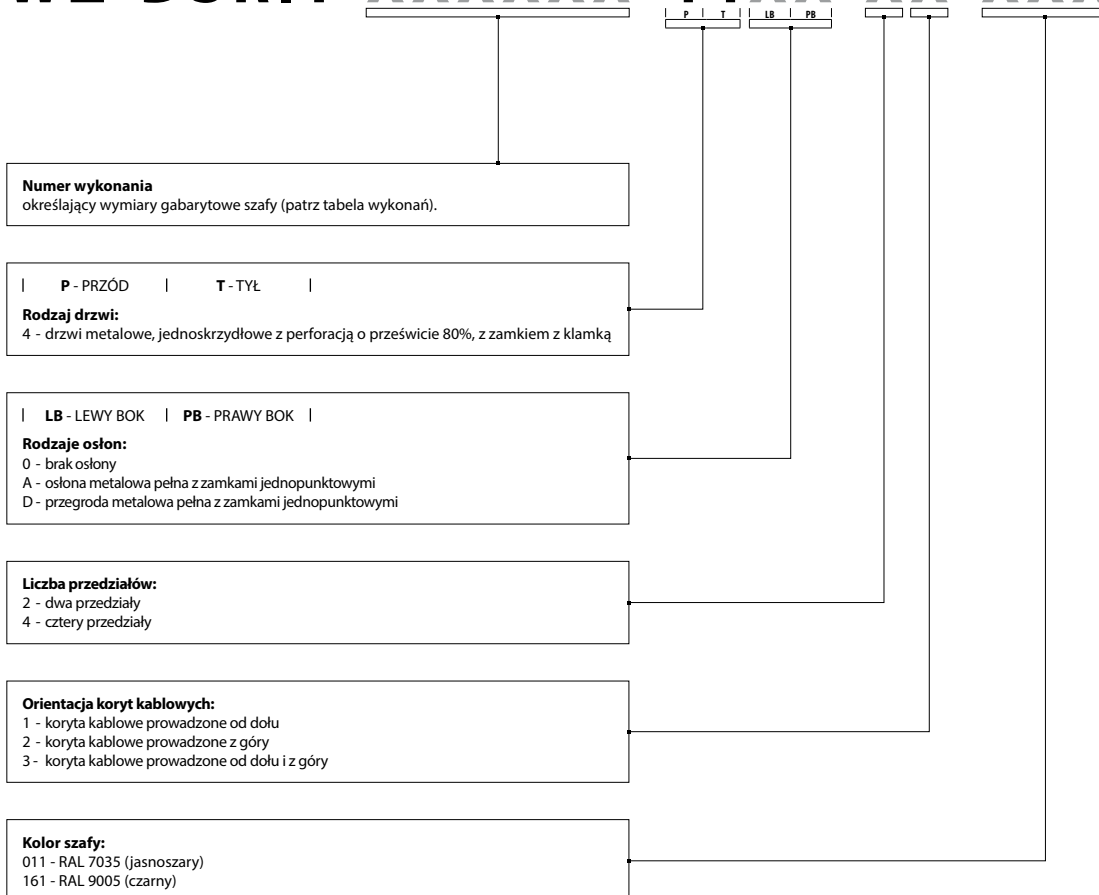 P T LB PB
Numer wykonania
określający wymiary gabarytowe szafy (patrz tabela wykonań).
P - PRZÓD T - TYŁ
Rodzaj drzwi:
4 - drzwi metalowe, jednoskrzydłowe z perforacją o prześwicie 80%, z zamkiem z klamką
LB - LEWY BOK PB - PRAWY BOK
Rodzaje osłon:
0 - brak osłony
A - osłona metalowa pełna z zamkami jednopunktowymi
D - przegroda metalowa pełna z zamkami jednopunktowymi
Liczba przedziałów:
2 - dwa przedziały
4 - cztery przedziały
Orientacja koryt kablowych:
1 - koryta kablowe prowadzone od dołu
2 - koryta kablowe prowadzone z góry
3 - koryta kablowe prowadzone od dołu i z góry
Kolor szafy:
011 - RAL 7035 (jasnoszary)
161 - RAL 9005 (czarny)